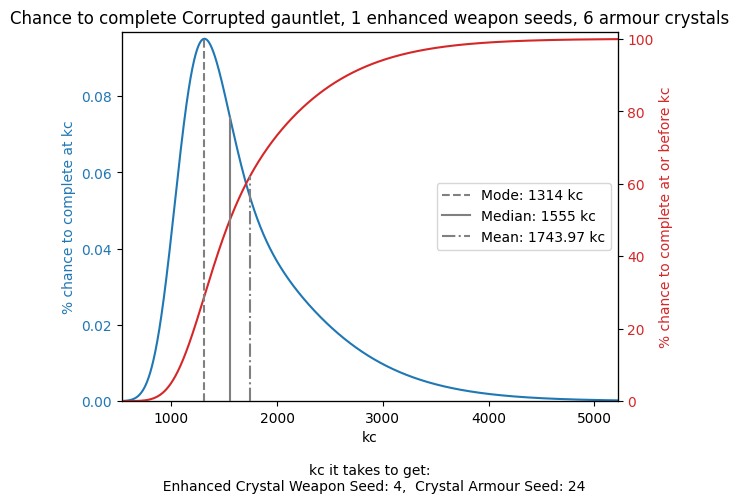 Chance to complete Corrupted gauntlet, 1 enhanced weapon seeds, 6 armour crystals
% chance to complete at kc
0.08
0.06
0.04
0.02
0.00
1000 2000 3000 4000 5000
kc
100
80
60
40
20
0
% chance to complete at or before kc
Mode: 1314 kc
Median: 1555 kc
Mean: 1743.97 kc
kc it takes to get:
Enhanced Crystal Weapon Seed: 4,  Crystal Armour Seed: 24